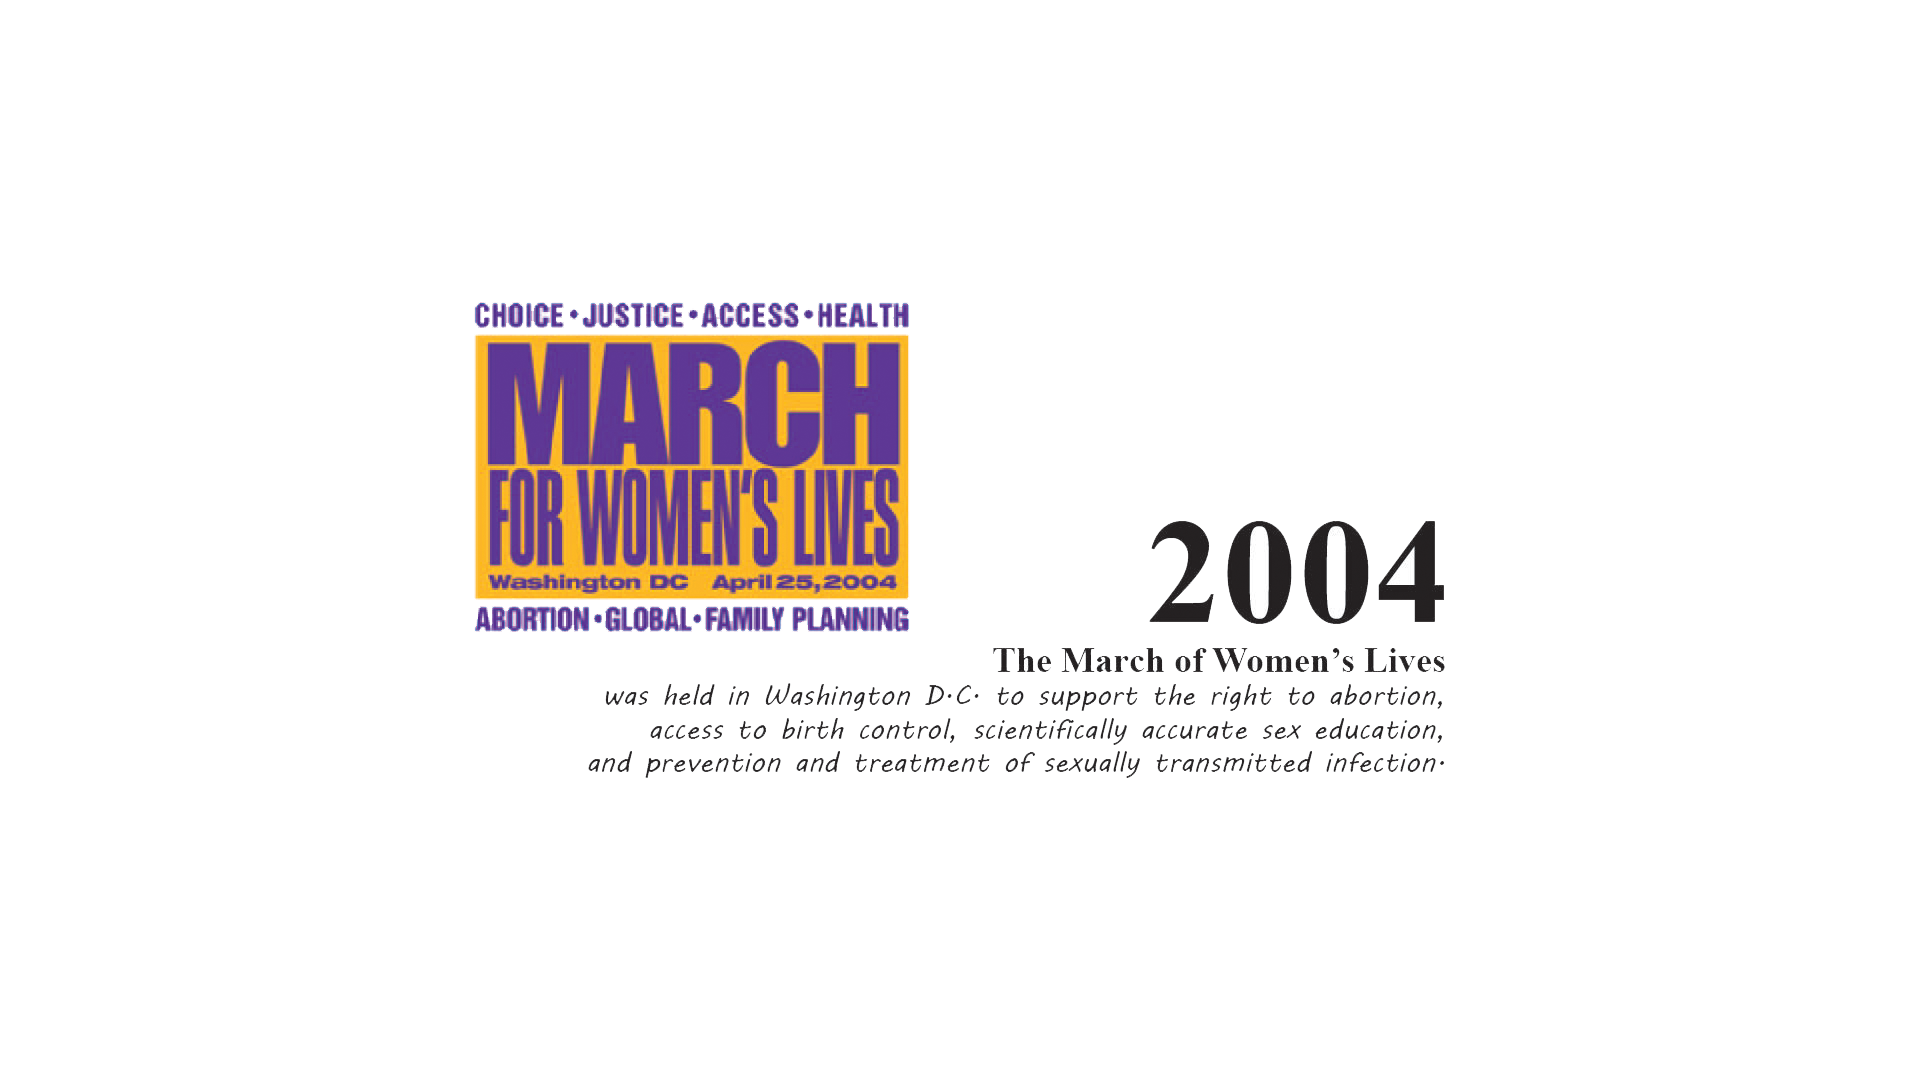 CHOICE • JUSTICE • ACCESS • HEALTH
MARCH
FOR WOMEN'S LIVES
Washington DC April 25, 2004
ABORTION • GLOBAL • FAMILY PLANNING
2004
The March of Women’s Lives
was held in Washington D.C. to support the right to abortion,
access to birth control, scientifically accurate sex education,
and prevention and treatment of sexually transmitted infection.